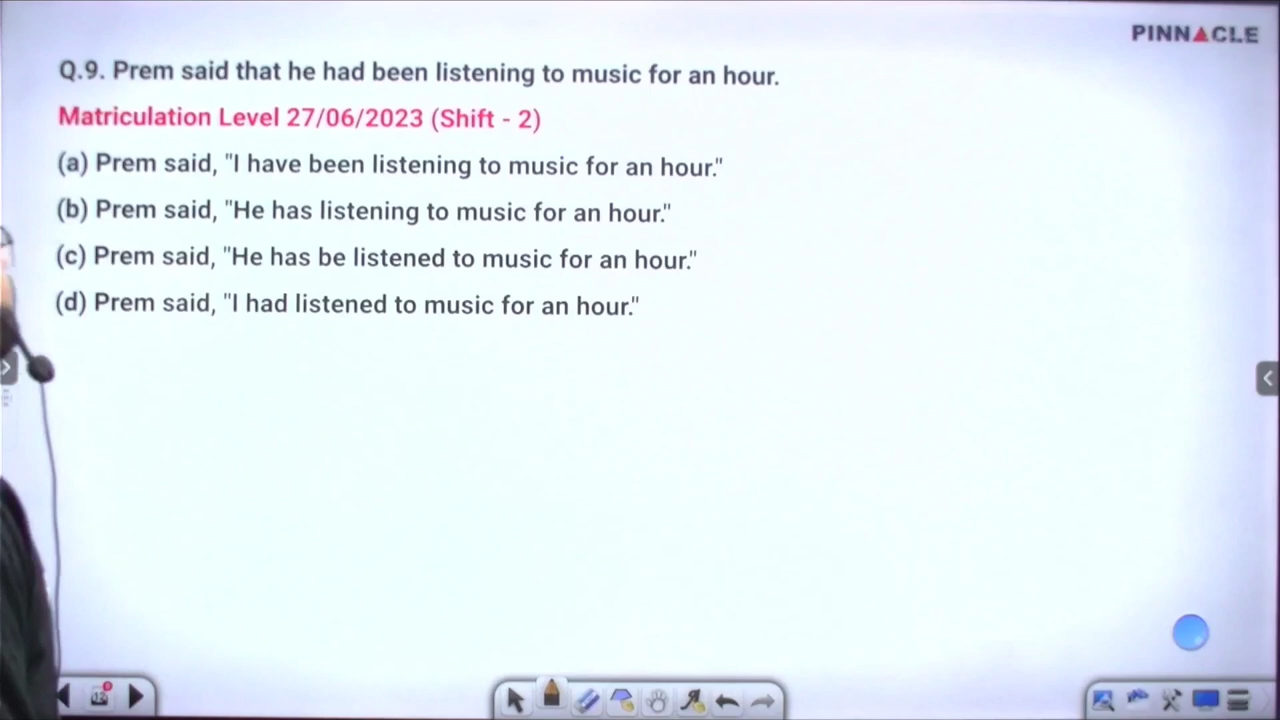 PINNACLE
Q.9. Prem said that he had been listening to music for an hour.
Matriculation Level 27/06/2023 (Shift - 2)
(a) Prem said, "I have been listening to music for an hour."
(b) Prem said, "He has listening to music for an hour."
(c) Prem said, "He has be listened to music for an hour."
(d) Prem said, "I had listened to music for an hour."